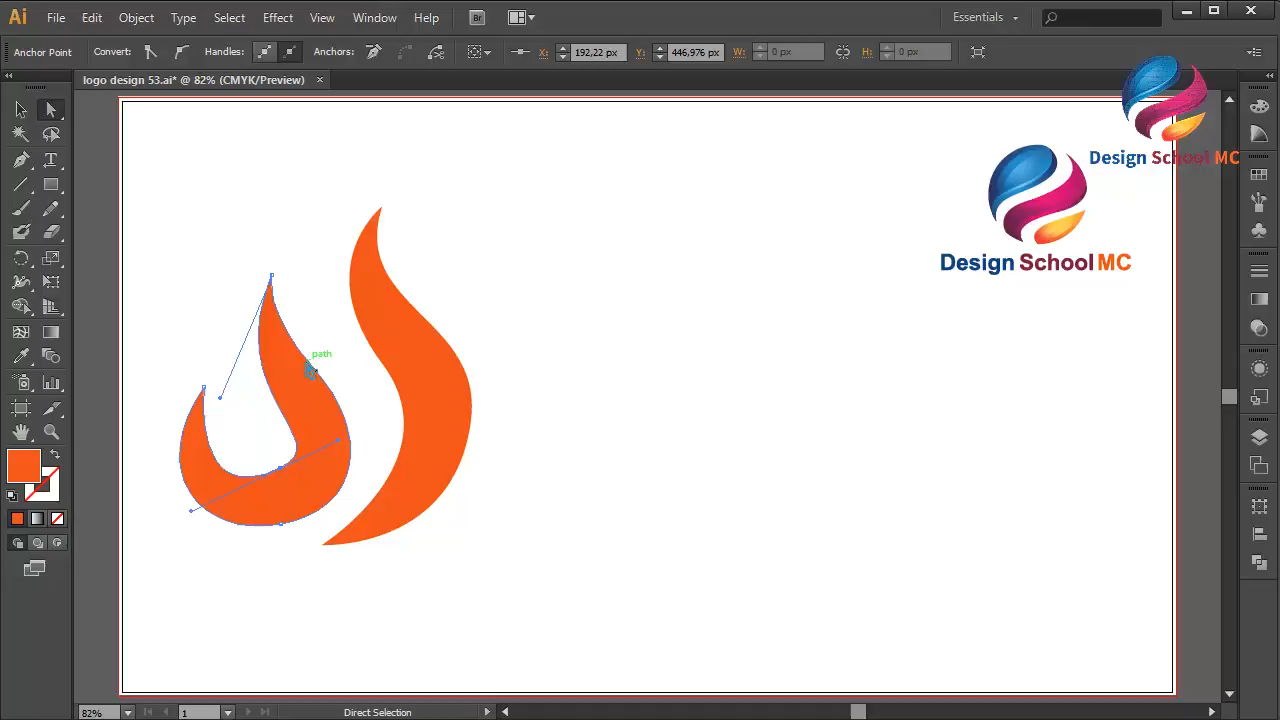 Ai File Edit Object Type Select Effect View Window Help Br Essentials
Anchor Point Convert: Handles: Anchors: X: 192,22 px Y: 446,976 px W: 0 px H: 0 px
logo design 53.ai* @ 82% (CMYK/Preview) ×
Design School MC
Design School MC
path
82% 1 Direct Selection